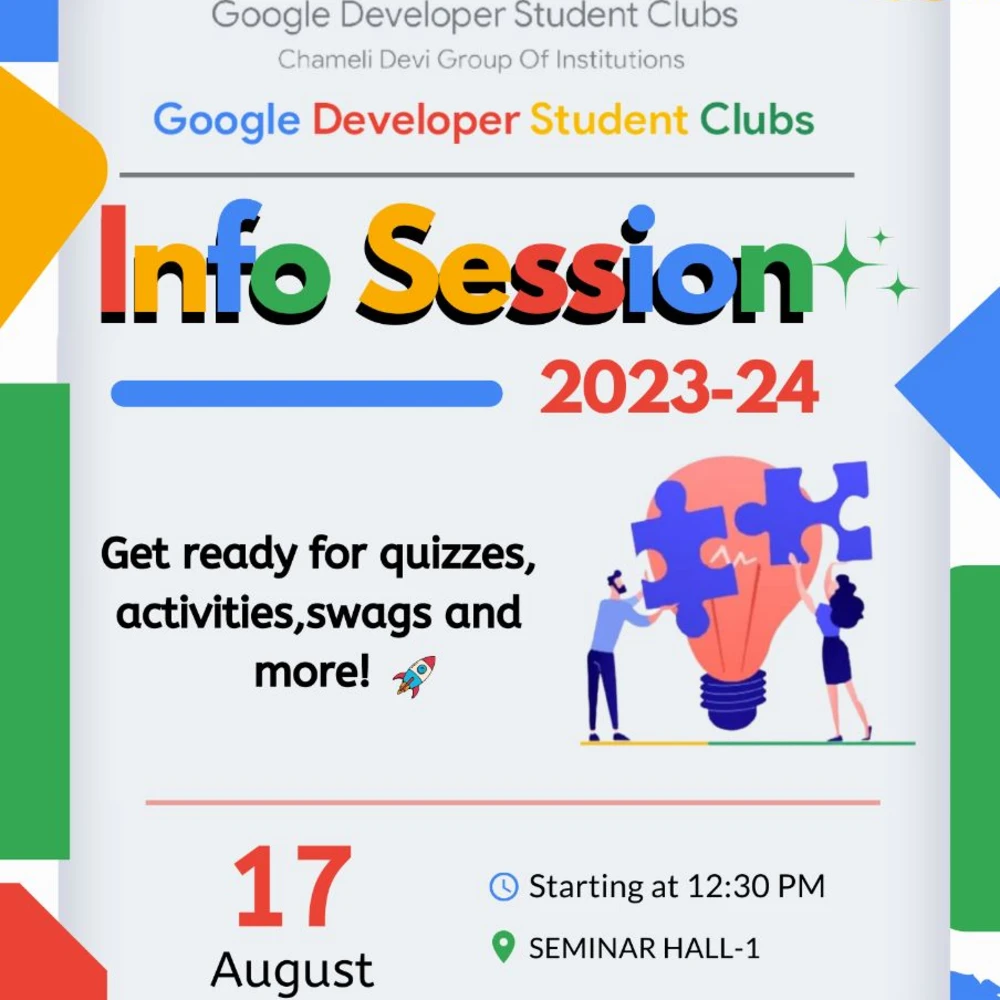 Google Developer Student Clubs
Chameli Devi Group Of Institutions
Google Developer Student Clubs
Info Session
2023-24
Get ready for quizzes,
activities,swags and
more! 🚀
17
August
Starting at 12:30 PM
SEMINAR HALL-1